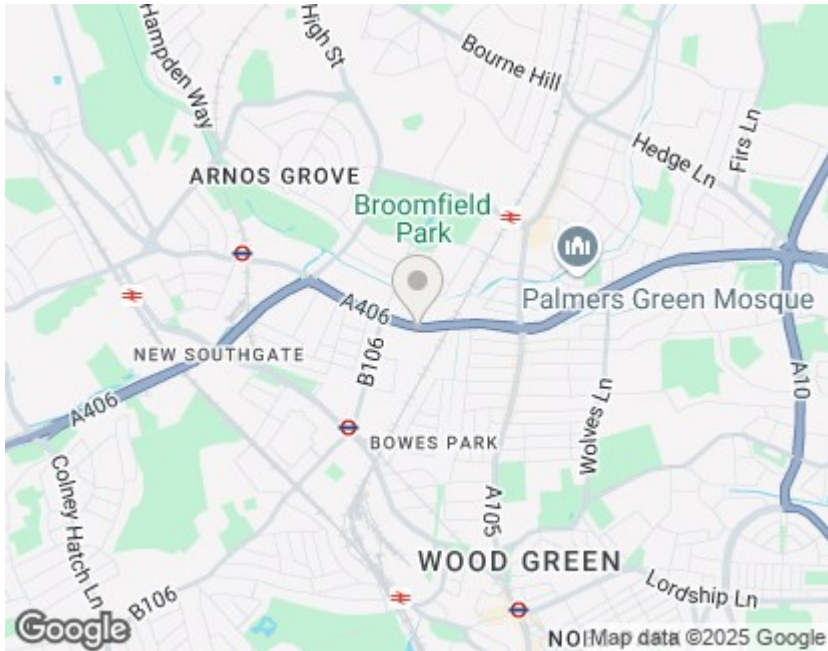 Hampden Way
High St
Bourne Hill
Firs Ln
Hedge Ln
ARNOS GROVE
Broomfield
Park
Palmers Green Mosque
A406
B106
NEW SOUTHGATE
A10
A406
Wolves Ln
BOWES PARK
Colney Hatch Ln
A105
WOOD GREEN
B106
Lordship Ln
Google
Map data ©2025 Google